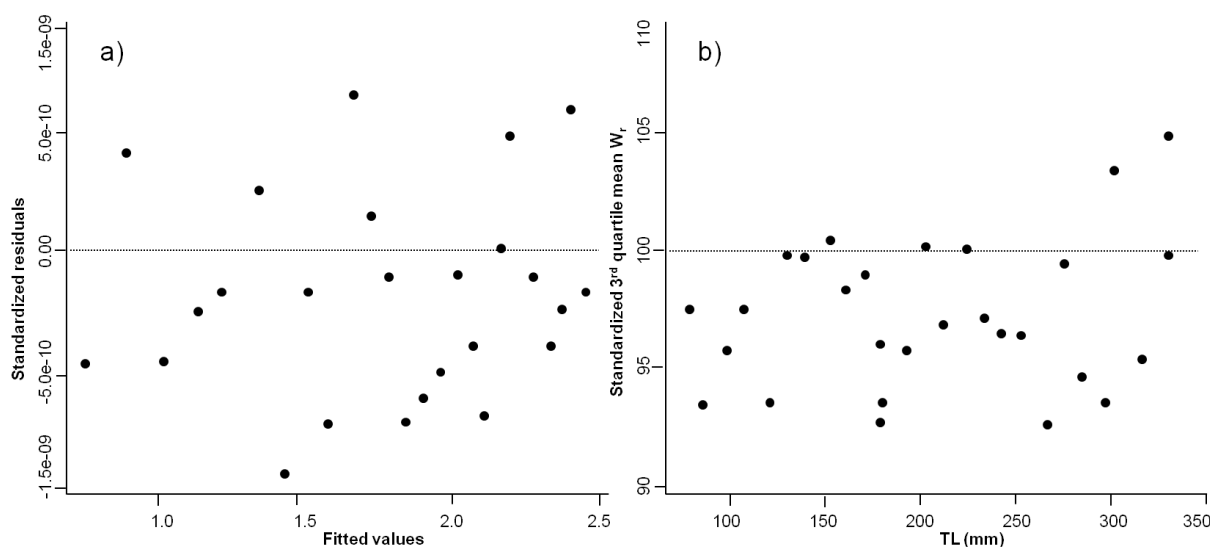 a)
Standardized residuals
1.5e-09
5.0e-10
0.00
-5.0e-10
-1.5e-09
1.0
1.5
2.0
2.5
Fitted values
b)
Standardized 3rd quartile mean Wr
110
105
100
95
90
100
150
200
250
300
350
TL (mm)